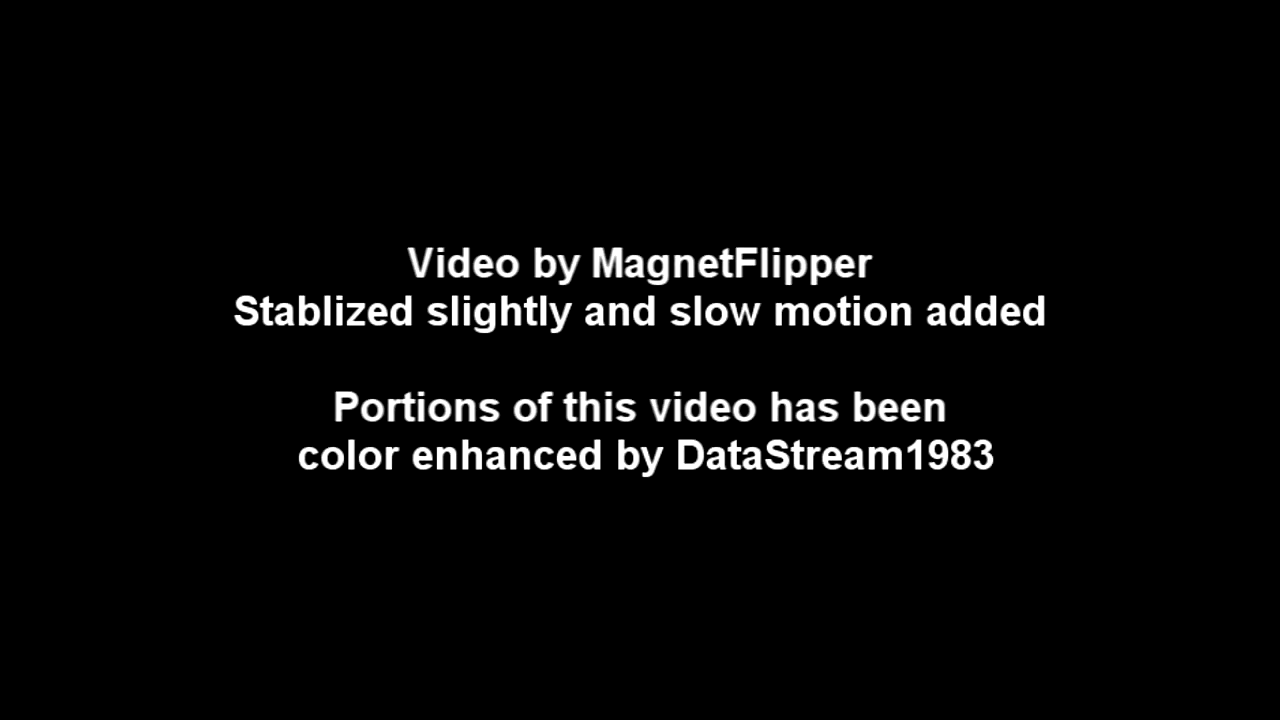 Video by MagnetFlipper
Stablized slightly and slow motion added
Portions of this video has been
color enhanced by DataStream1983